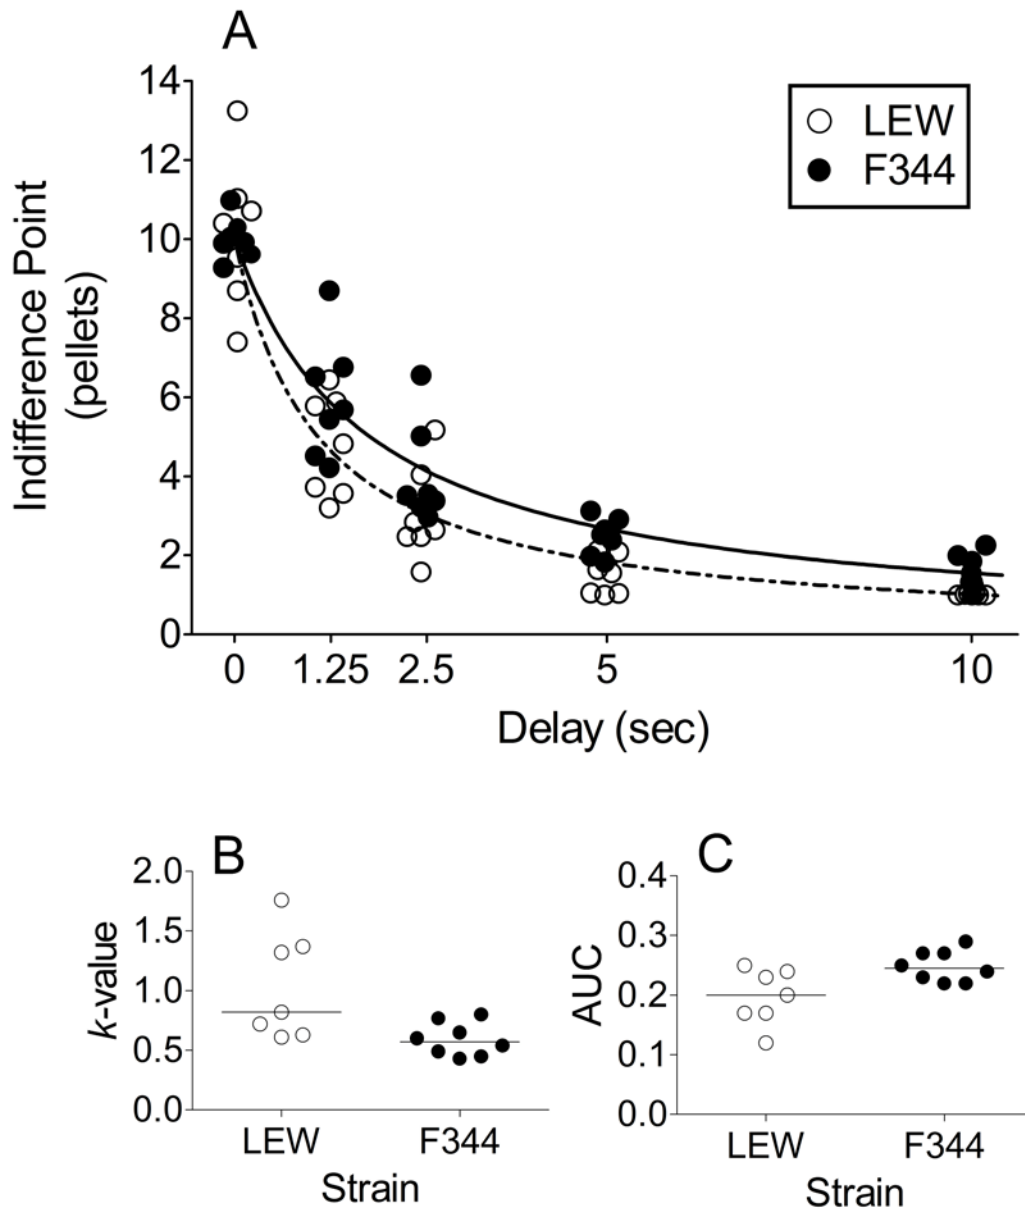 A
14
12
10
8
6
4
2
0
Indifference Point
(pellets)
LEW
F344
0 1.25 2.5 5 10
Delay (sec)
B
2.0
1.5
1.0
0.5
0.0
k-value
LEW F344
Strain
C
0.4
0.3
0.2
0.1
0.0
AUC
LEW F344
Strain